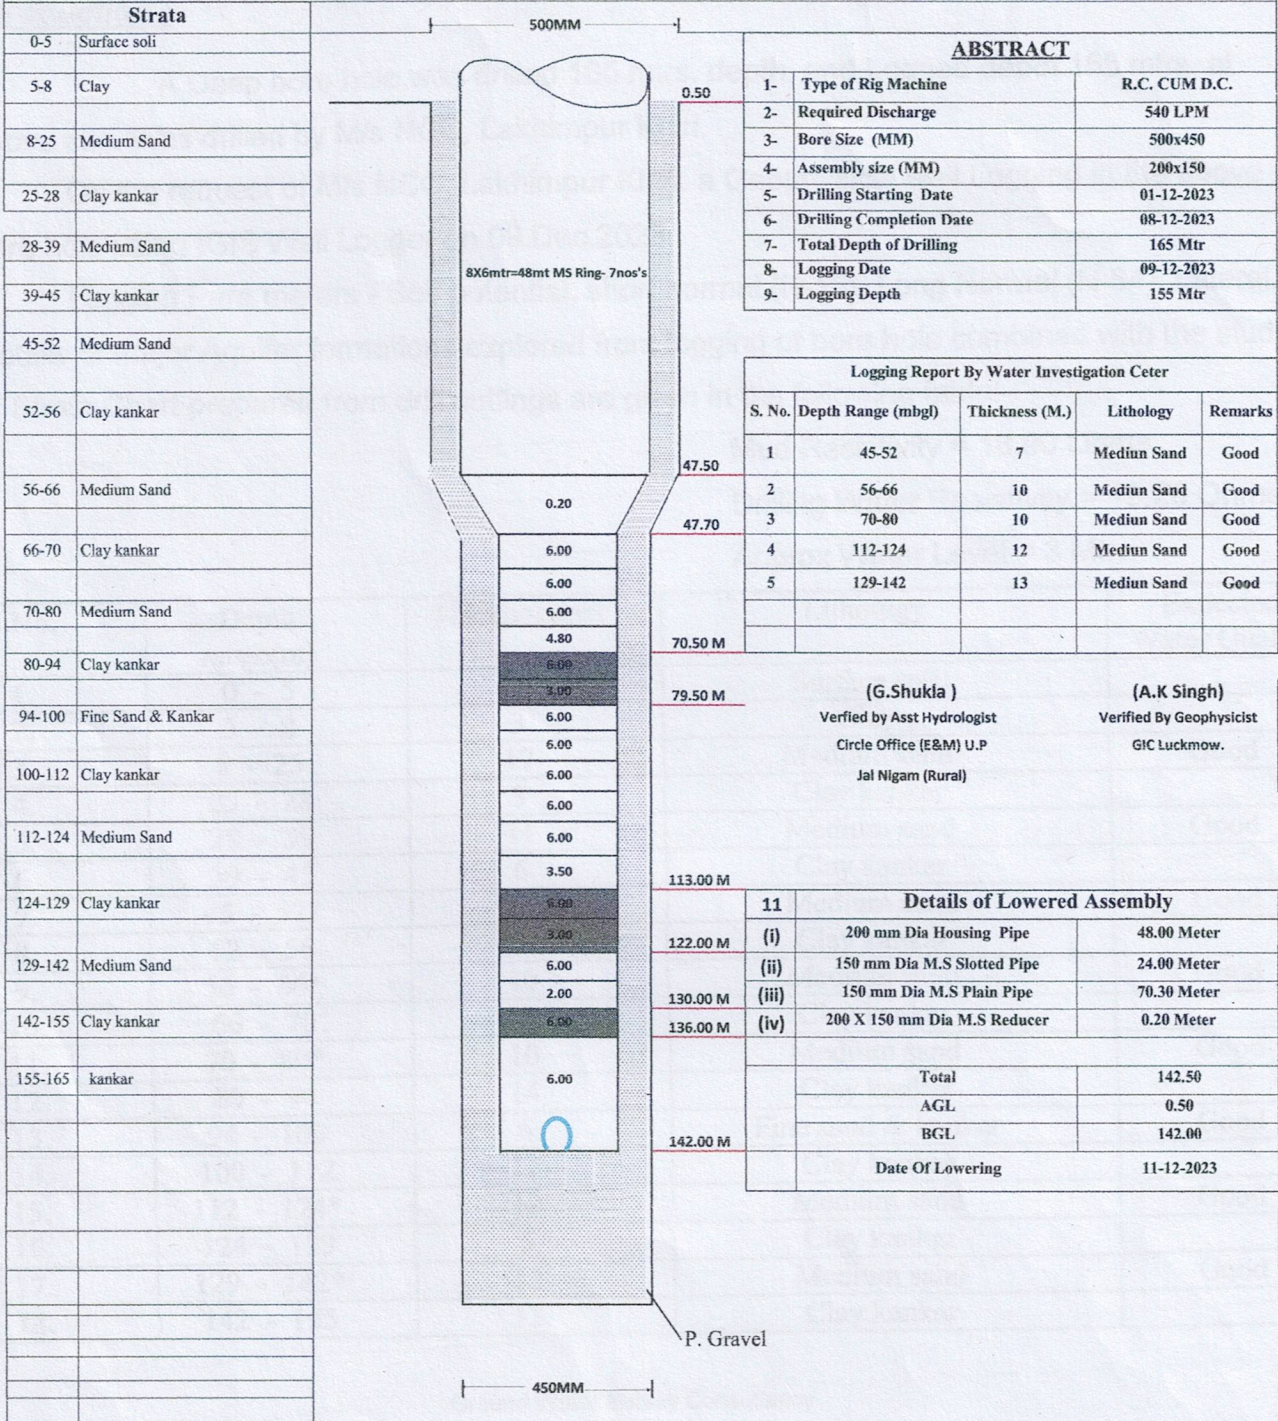 Strata
0-5 Surface soli
5-8 Clay
8-25 Medium Sand
25-28 Clay kankar
28-39 Medium Sand
39-45 Clay kankar
45-52 Medium Sand
52-56 Clay kankar
56-66 Medium Sand
66-70 Clay kankar
70-80 Medium Sand
80-94 Clay kankar
94-100 Fine Sand & Kankar
100-112 Clay kankar
112-124 Medium Sand
124-129 Clay kankar
129-142 Medium Sand
142-155 Clay kankar
155-165 kankar
500MM
0.50
8X6mtr=48mt MS Ring- 7nos's
47.50
0.20
47.70
6.00
6.00
6.00
4.80
70.50 M
6.00
3.00
79.50 M
6.00
6.00
6.00
6.00
6.00
3.50
113.00 M
6.00
3.00
122.00 M
6.00
2.00
130.00 M
6.00
136.00 M
6.00
142.00 M
P. Gravel
450MM
ABSTRACT
1- Type of Rig Machine R.C. CUM D.C.
2- Required Discharge 540 LPM
3- Bore Size (MM) 500x450
4- Assembly size (MM) 200x150
5- Drilling Starting Date 01-12-2023
6- Drilling Completion Date 08-12-2023
7- Total Depth of Drilling 165 Mtr
8- Logging Date 09-12-2023
9- Logging Depth 155 Mtr
Logging Report By Water Investigation Ceter
S. No. Depth Range (mbgl) Thickness (M.) Lithology Remarks
1 45-52 7 Mediun Sand Good
2 56-66 10 Mediun Sand Good
3 70-80 10 Mediun Sand Good
4 112-124 12 Mediun Sand Good
5 129-142 13 Mediun Sand Good
(G.Shukla ) (A.K Singh)
Verfied by Asst Hydrologist Verified By Geophysicist
Circle Office (E&M) U.P GIC Luckmow.
Jal Nigam (Rural)
11 Details of Lowered Assembly
(i) 200 mm Dia Housing Pipe 48.00 Meter
(ii) 150 mm Dia M.S Slotted Pipe 24.00 Meter
(iii) 150 mm Dia M.S Plain Pipe 70.30 Meter
(iv) 200 X 150 mm Dia M.S Reducer 0.20 Meter
Total 142.50
AGL 0.50
BGL 142.00
Date Of Lowering 11-12-2023